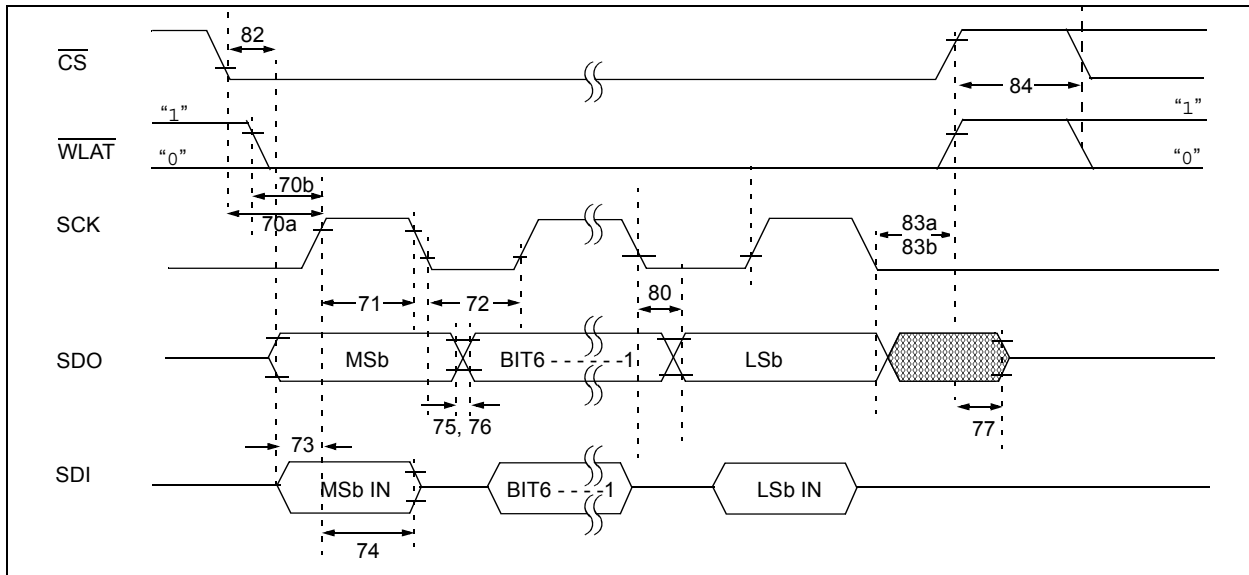 82
CS
84
“1”
“1”
WLAT
“0”
“0”
70b
70a
SCK
83a
83b
71
72
80
SDO
MSb
BIT6 - - - - - -1
LSb
75, 76
77
73
SDI
MSb IN
BIT6 - - - - -1
LSb IN
74